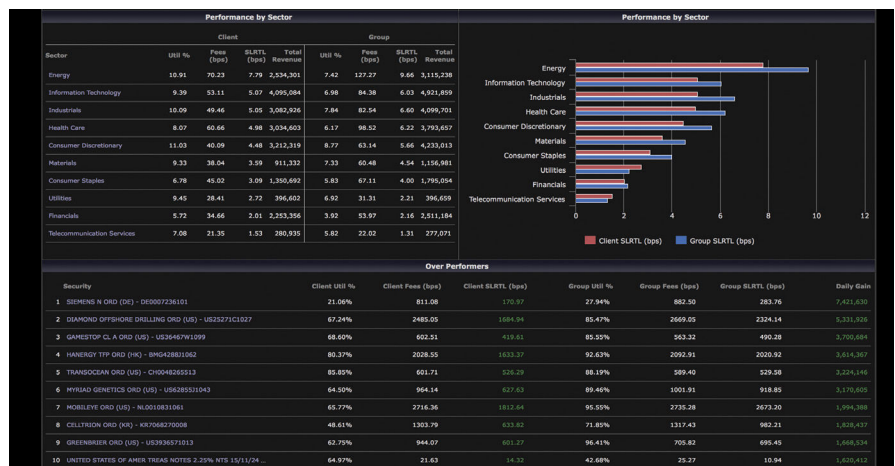 Performance by Sector
Client Group
Sector Util % Fees (bps) SLRTL (bps) Total Revenue Util % Fees (bps) SLRTL (bps) Total Revenue
Energy 10.91 70.23 7.79 2,534,301 7.42 127.27 9.66 3,115,238
Information Technology 9.39 53.11 5.07 4,095,084 6.98 84.38 6.03 4,921,859
Industrials 10.09 49.46 5.05 3,082,926 7.84 82.54 6.60 4,099,701
Health Care 8.07 60.66 4.98 3,034,603 6.17 98.52 6.22 3,793,657
Consumer Discretionary 11.03 40.09 4.48 3,212,319 8.77 63.14 5.66 4,233,013
Materials 9.33 38.04 3.59 911,332 7.33 60.48 4.54 1,156,981
Consumer Staples 6.78 45.02 3.09 1,350,692 5.83 67.11 4.00 1,795,054
Utilities 9.45 28.41 2.72 396,602 6.92 31.31 2.21 396,659
Financials 5.72 34.66 2.01 2,253,356 3.92 53.97 2.16 2,511,184
Telecommunication Services 7.08 21.35 1.53 280,935 5.82 22.02 1.31 277,071
Performance by Sector
Energy
Information Technology
Industrials
Health Care
Consumer Discretionary
Materials
Consumer Staples
Utilities
Financials
Telecommunication Services
0 2 4 6 8 10 12
Client SLRTL (bps) Group SLRTL (bps)
Over Performers
Security Client Util % Client Fees (bps) Client SLRTL (bps) Group Util % Group Fees (bps) Group SLRTL (bps) Daily Gain
1 SIEMENS N ORD (DE) - DE0007236101 21.06% 811.08 170.97 27.94% 882.50 283.76 7,421,630
2 DIAMOND OFFSHORE DRILLING ORD (US) - US25271C1027 67.24% 2485.05 1684.94 85.47% 2669.05 2324.14 5,331,926
3 GAMESTOP CL A ORD (US) - US36467W1099 68.60% 602.51 419.61 85.55% 563.32 490.28 3,700,684
4 HANERGY TFP ORD (HK) - BMG4288J1062 80.37% 2028.55 1633.37 92.63% 2092.91 2020.92 3,614,367
5 TRANSOCEAN ORD (US) - CH0048265513 85.85% 601.71 526.29 88.19% 589.40 529.58 3,224,146
6 MYRIAD GENETICS ORD (US) - US62855J1043 64.50% 964.14 627.63 89.46% 1001.91 918.85 3,170,605
7 MOBILEYE ORD (US) - NL0010831061 65.77% 2716.36 1812.64 95.55% 2735.28 2673.20 1,994,388
8 CELLTRION ORD (KR) - KR7068270008 48.61% 1303.79 633.82 71.85% 1317.43 982.21 1,828,437
9 GREENBRIER ORD (US) - US3936571013 62.75% 944.07 601.27 96.41% 705.82 695.45 1,668,534
10 UNITED STATES OF AMER TREAS NOTES 2.25% NTS 15/11/24 ... 64.97% 21.63 14.32 42.68% 25.27 10.94 1,620,412